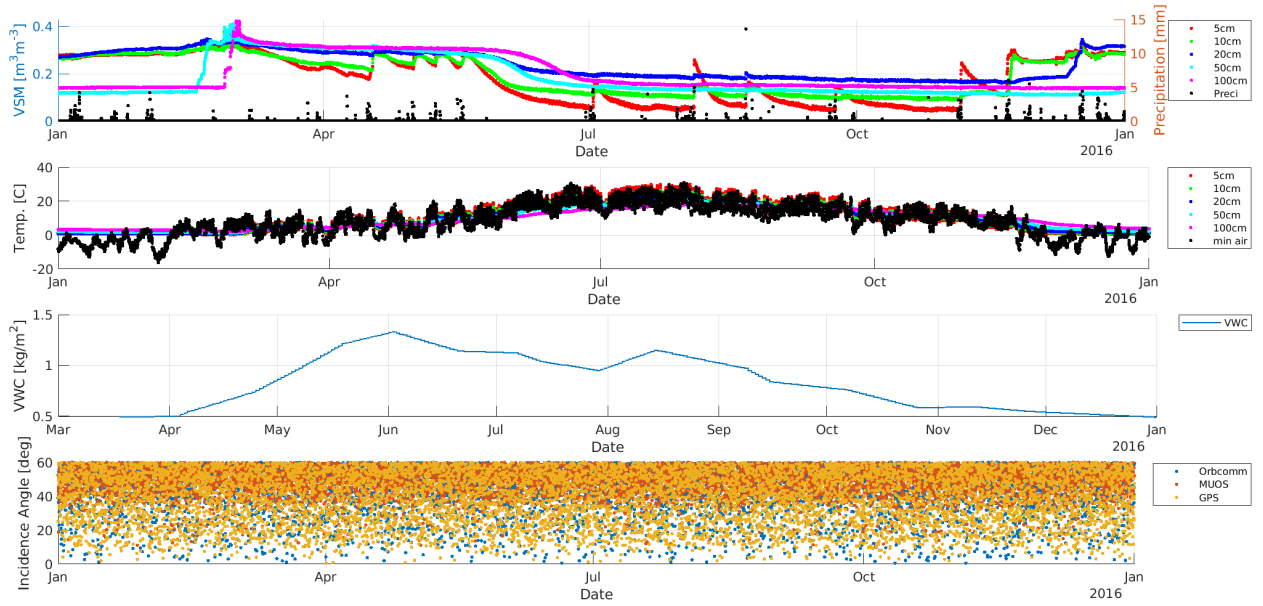 VSM [m3m-3]
0.4
0.2
0
15
10
5
0
Precipitation [mm]
Jan Apr Jul Oct Jan
Date
2016
5cm
10cm
20cm
50cm
100cm
Preci
Temp. [C]
40
20
0
-20
Jan Apr Jul Oct Jan
Date
2016
5cm
10cm
20cm
50cm
100cm
min air
VWC [kg/m2]
1.5
1
0.5
Mar Apr May Jun Jul Aug Sep Oct Nov Dec Jan
Date
2016
VWC
Incidence Angle [deg]
60
40
20
0
Jan Apr Jul Oct Jan
Date
2016
Orbcomm
MUOS
GPS